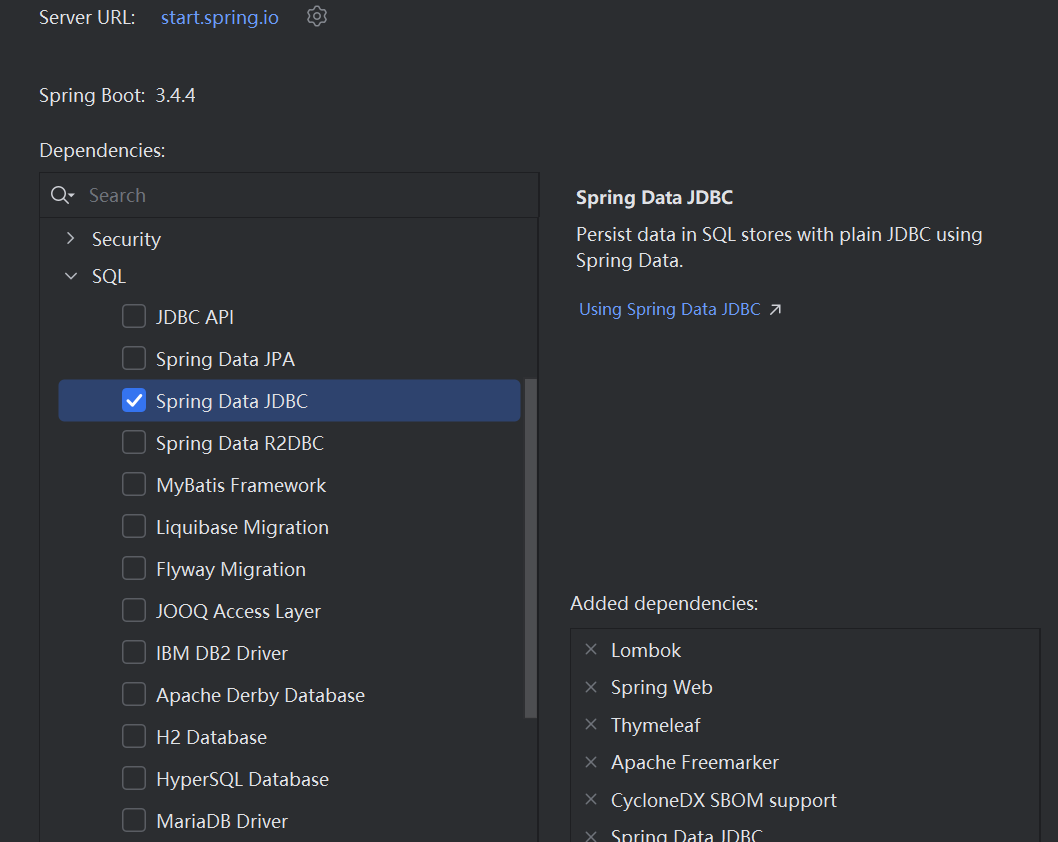 Server URL: start.spring.io
Spring Boot: 3.4.4
Dependencies:
Search
Security
SQL
JDBC API
Spring Data JPA
Spring Data JDBC
Spring Data R2DBC
MyBatis Framework
Liquibase Migration
Flyway Migration
JOOQ Access Layer
IBM DB2 Driver
Apache Derby Database
H2 Database
HyperSQL Database
MariaDB Driver
Spring Data JDBC
Persist data in SQL stores with plain JDBC using
Spring Data.
Using Spring Data JDBC
Added dependencies:
Lombok
Spring Web
Thymeleaf
Apache Freemarker
CycloneDX SBOM support
Spring Data JDBC